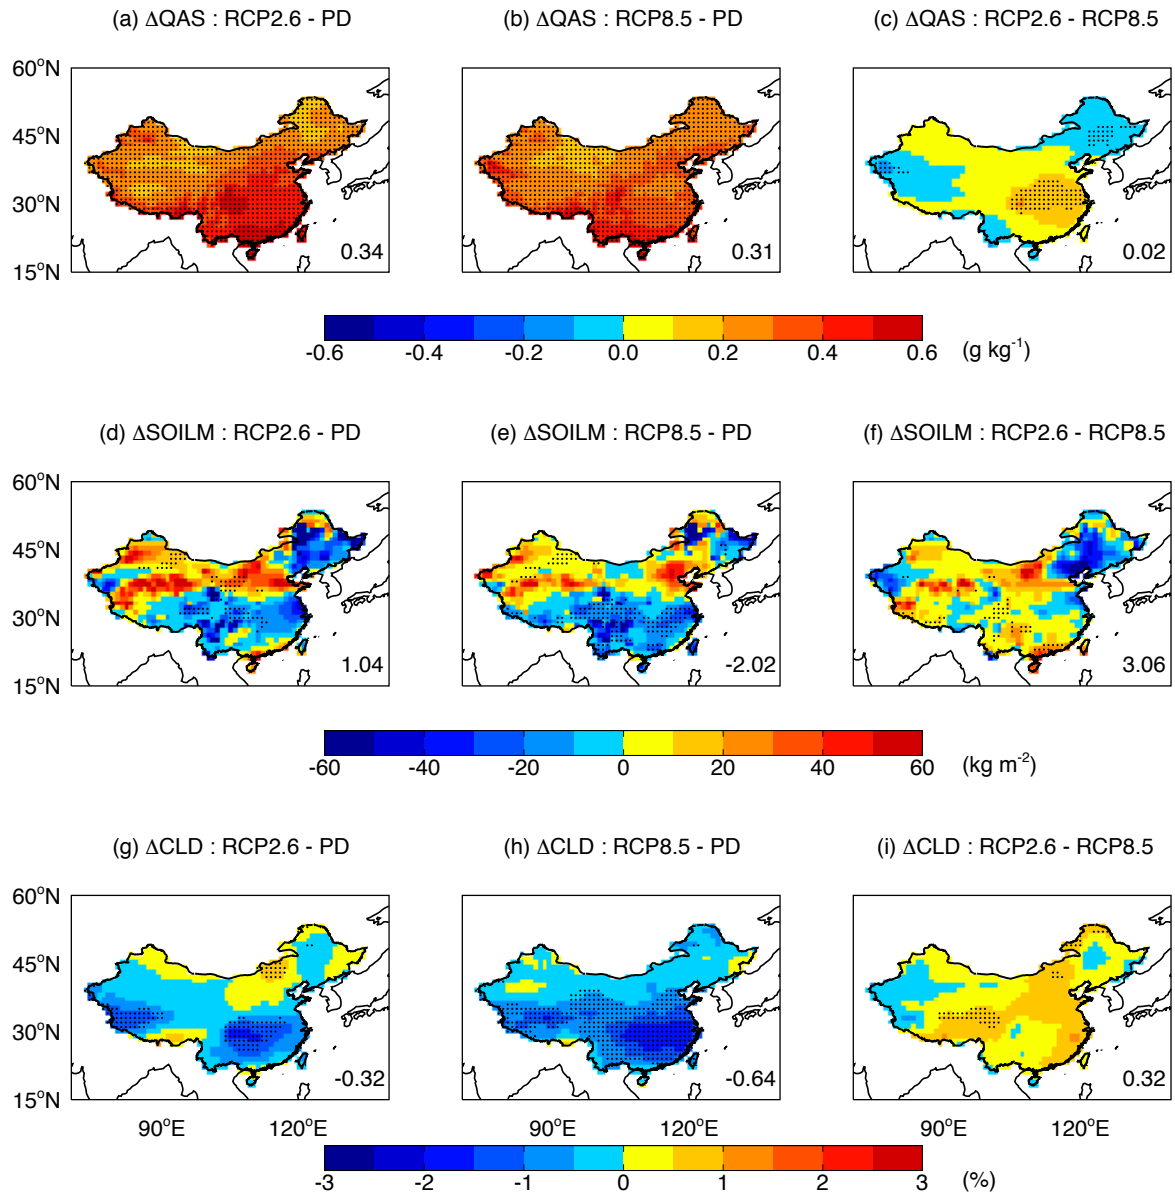 (a) ΔQAS : RCP2.6 - PD (b) ΔQAS : RCP8.5 - PD (c) ΔQAS : RCP2.6 - RCP8.5
60°N
45°N
30°N
15°N
0.34 0.31 0.02
-0.6 -0.4 -0.2 0.0 0.2 0.4 0.6 (g kg⁻¹)
(d) ΔSOILM : RCP2.6 - PD (e) ΔSOILM : RCP8.5 - PD (f) ΔSOILM : RCP2.6 - RCP8.5
60°N
45°N
30°N
15°N
1.04 -2.02 3.06
-60 -40 -20 0 20 40 60 (kg m⁻²)
(g) ΔCLD : RCP2.6 - PD (h) ΔCLD : RCP8.5 - PD (i) ΔCLD : RCP2.6 - RCP8.5
60°N
45°N
30°N
15°N
-0.32 -0.64 0.32
90°E 120°E 90°E 120°E 90°E 120°E
-3 -2 -1 0 1 2 3 (%)